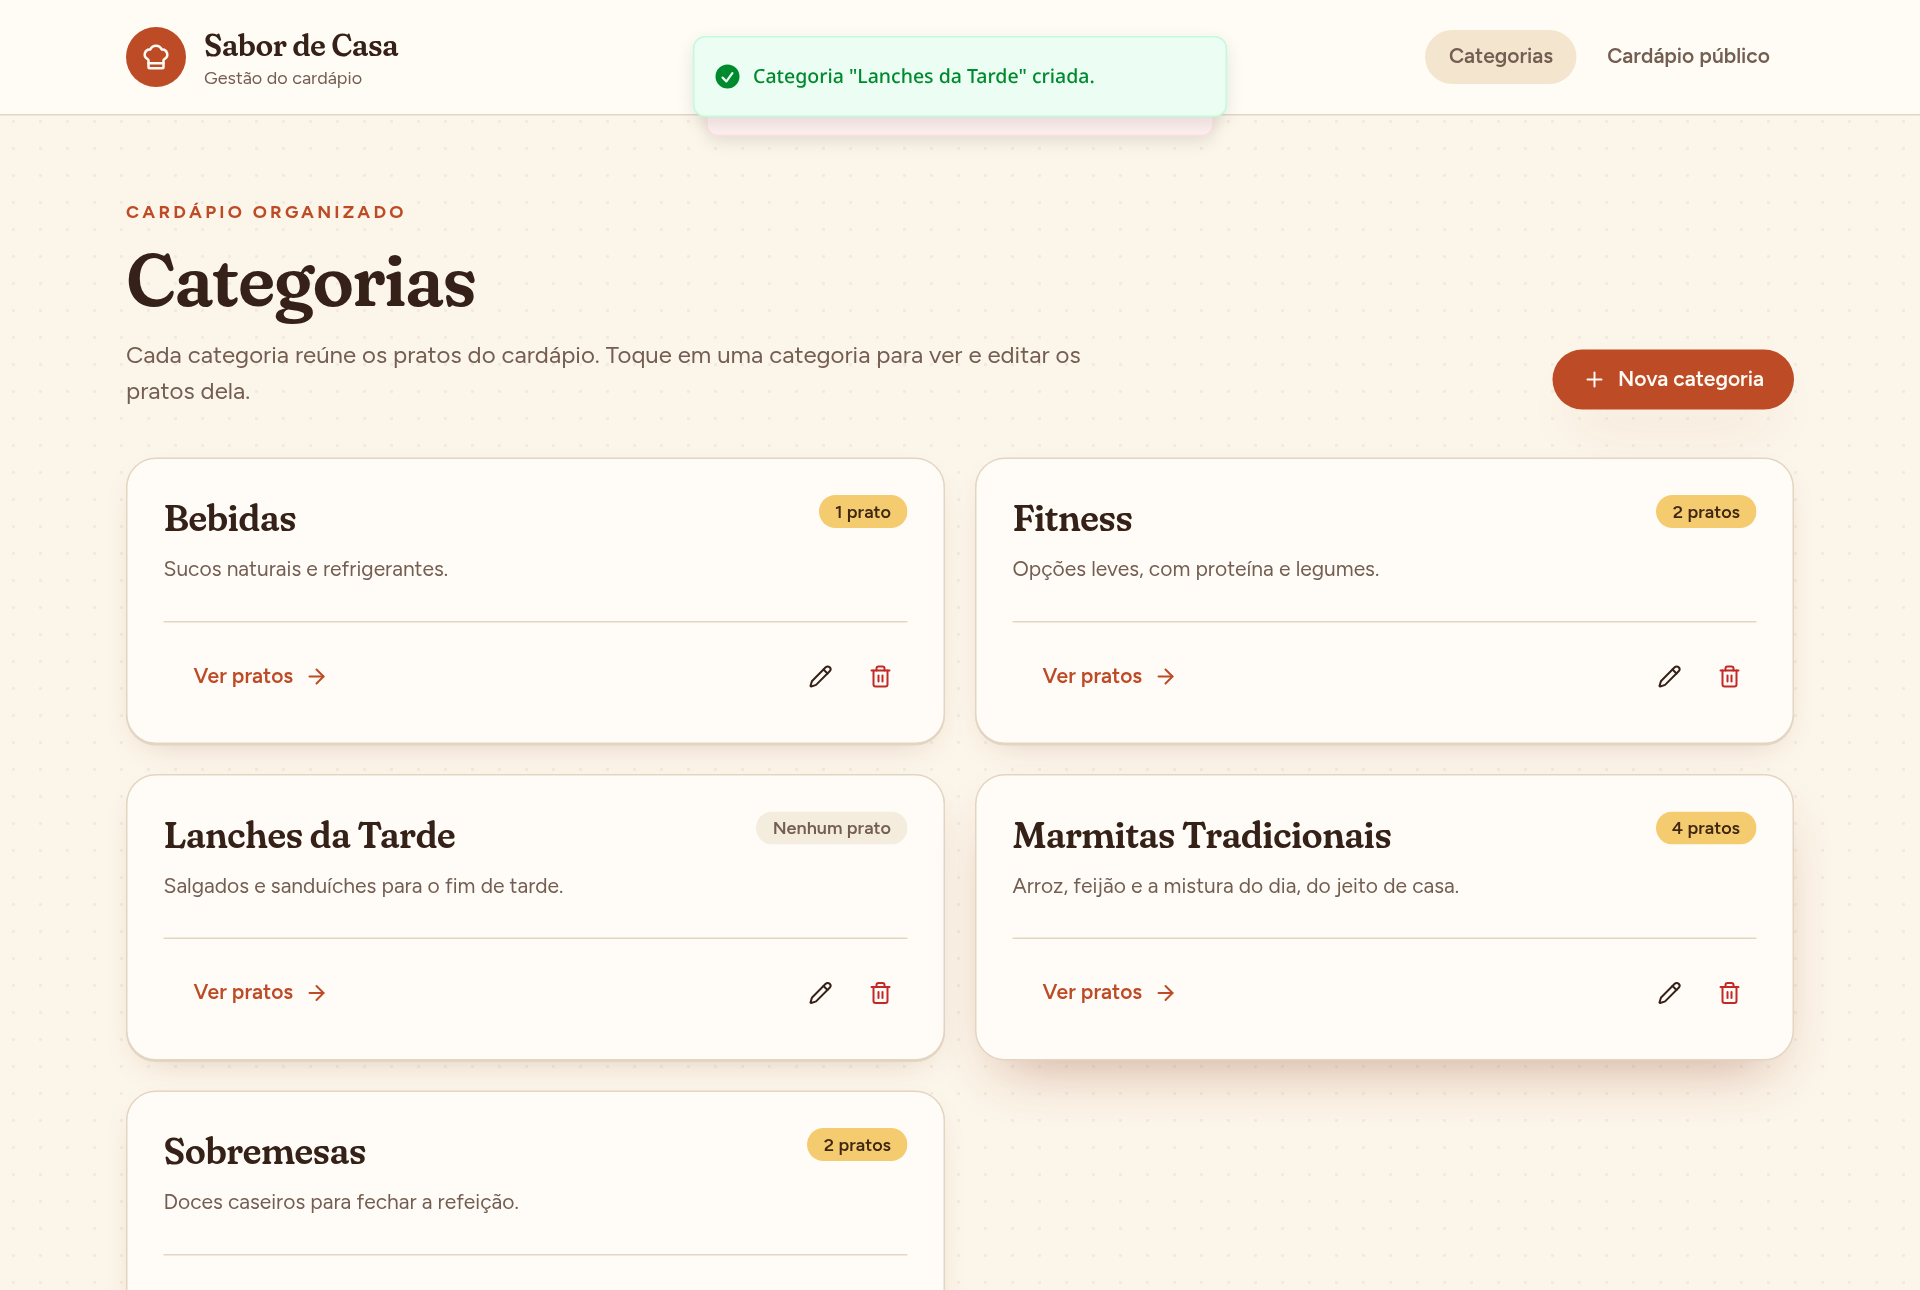 Sabor de Casa
Gestão do cardápio
Categoria "Lanches da Tarde" criada.
Categorias
Cardápio público
CARDÁPIO ORGANIZADO
Categorias
Cada categoria reúne os pratos do cardápio. Toque em uma categoria para ver e editar os
pratos dela.
Nova categoria
Bebidas
1 prato
Sucos naturais e refrigerantes.
Ver pratos
Fitness
2 pratos
Opções leves, com proteína e legumes.
Ver pratos
Lanches da Tarde
Nenhum prato
Salgados e sanduíches para o fim de tarde.
Ver pratos
Marmitas Tradicionais
4 pratos
Arroz, feijão e a mistura do dia, do jeito de casa.
Ver pratos
Sobremesas
2 pratos
Doces caseiros para fechar a refeição.